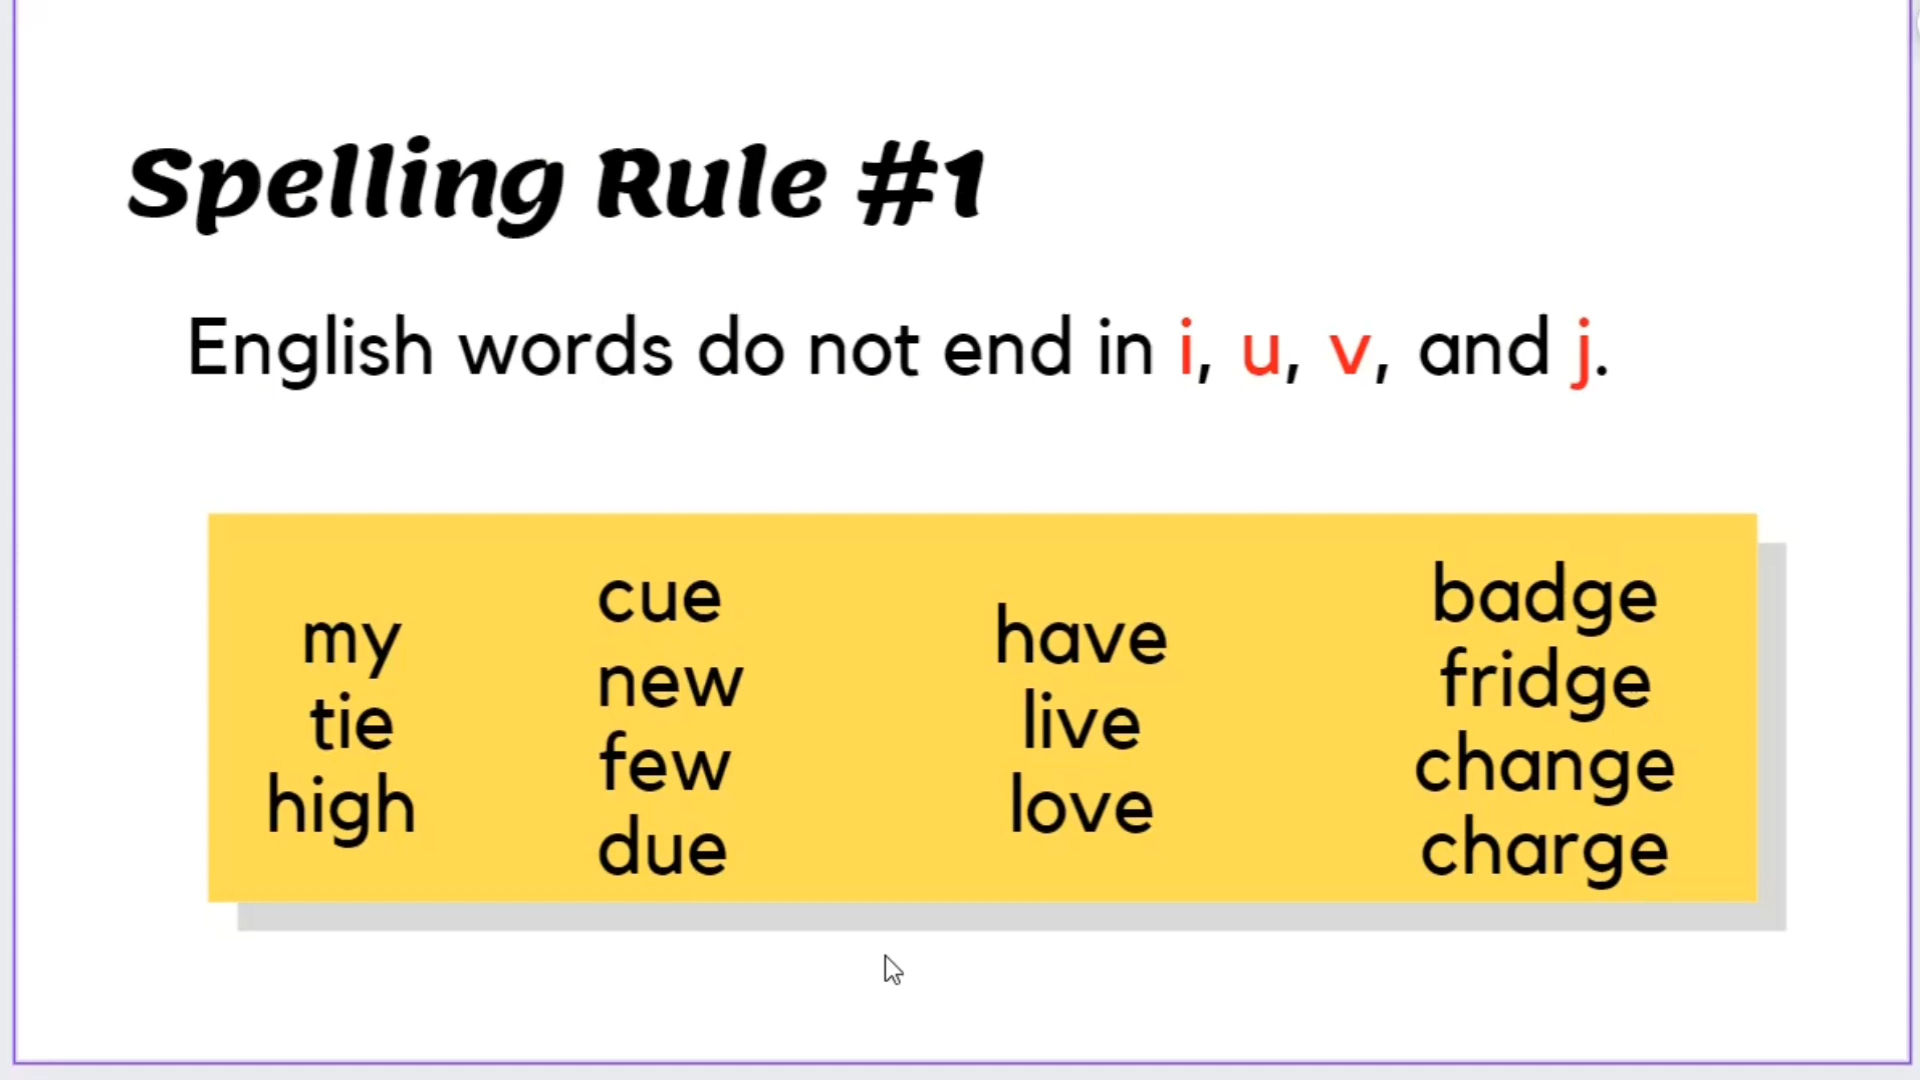 Spelling Rule #1
English words do not end in i, u, v, and j.
my
tie
high
cue
new
few
due
have
live
love
badge
fridge
change
charge